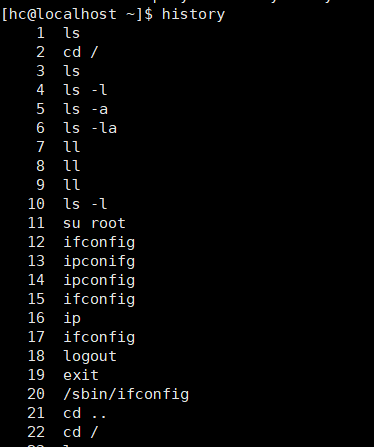 [hc@localhost ~]$ history
1 ls
2 cd /
3 ls
4 ls -l
5 ls -a
6 ls -la
7 ll
8 ll
9 ll
10 ls -l
11 su root
12 ifconfig
13 ipconifg
14 ipconfig
15 ifconfig
16 ip
17 ifconfig
18 logout
19 exit
20 /sbin/ifconfig
21 cd ..
22 cd /